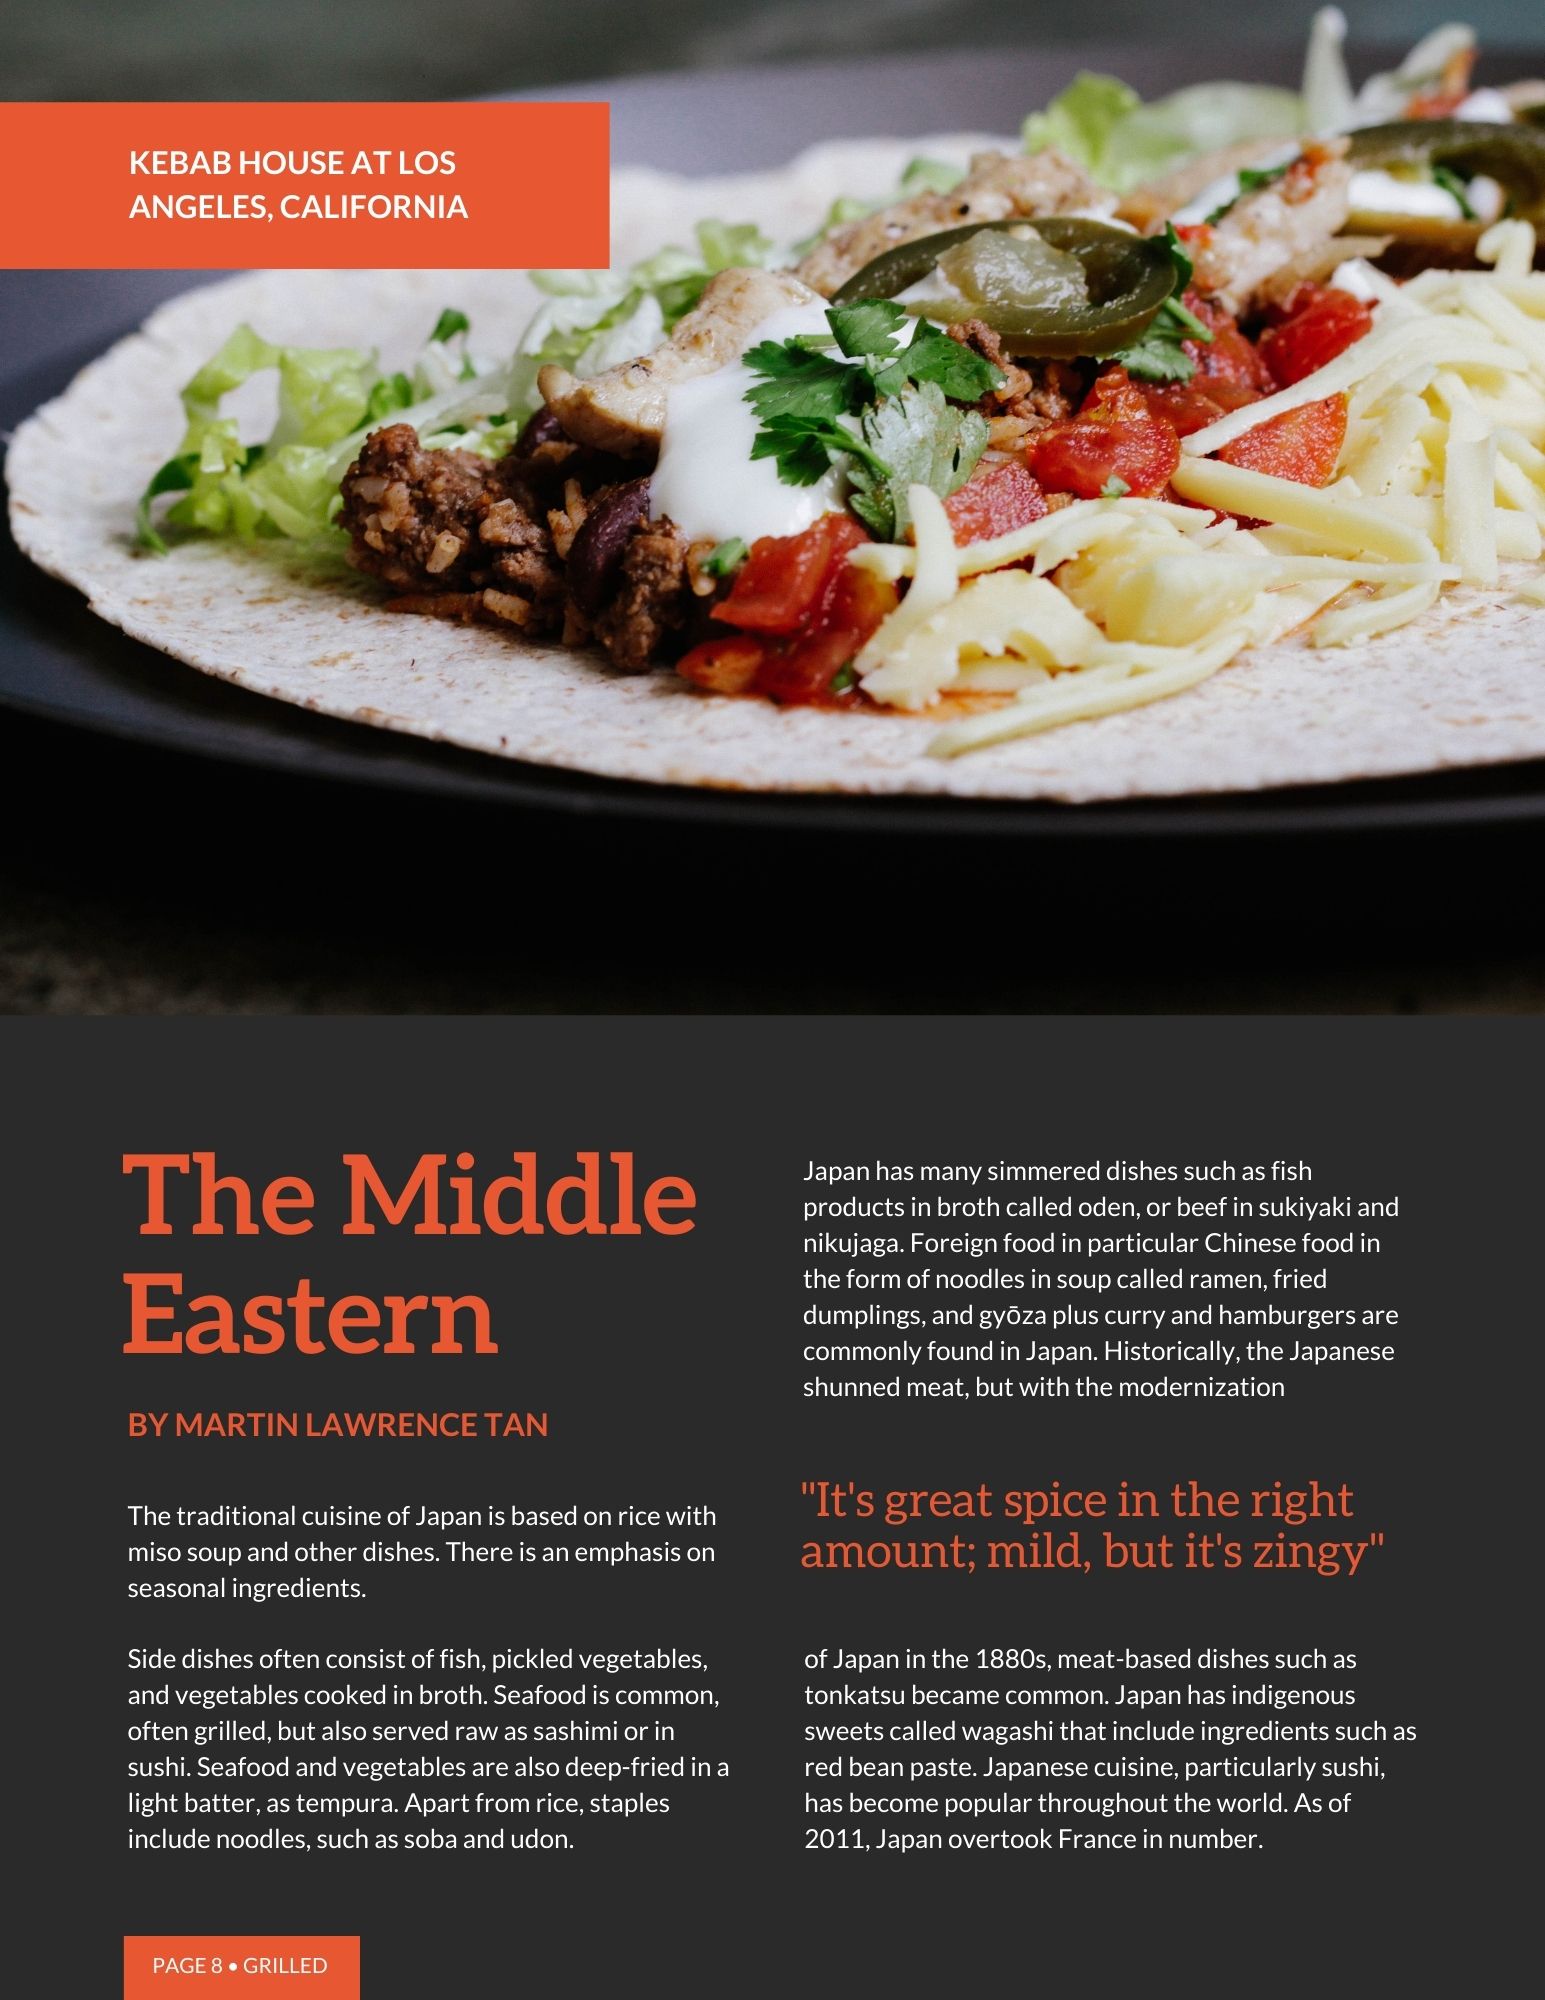 KEBAB HOUSE AT LOS
ANGELES, CALIFORNIA
The Middle
Eastern
BY MARTIN LAWRENCE TAN
The traditional cuisine of Japan is based on rice with
miso soup and other dishes. There is an emphasis on
seasonal ingredients.
Side dishes often consist of fish, pickled vegetables,
and vegetables cooked in broth. Seafood is common,
often grilled, but also served raw as sashimi or in
sushi. Seafood and vegetables are also deep-fried in a
light batter, as tempura. Apart from rice, staples
include noodles, such as soba and udon.
Japan has many simmered dishes such as fish
products in broth called oden, or beef in sukiyaki and
nikujaga. Foreign food in particular Chinese food in
the form of noodles in soup called ramen, fried
dumplings, and gyōza plus curry and hamburgers are
commonly found in Japan. Historically, the Japanese
shunned meat, but with the modernization
"It's great spice in the right
amount; mild, but it's zingy"
of Japan in the 1880s, meat-based dishes such as
tonkatsu became common. Japan has indigenous
sweets called wagashi that include ingredients such as
red bean paste. Japanese cuisine, particularly sushi,
has become popular throughout the world. As of
2011, Japan overtook France in number.
PAGE 8 • GRILLED